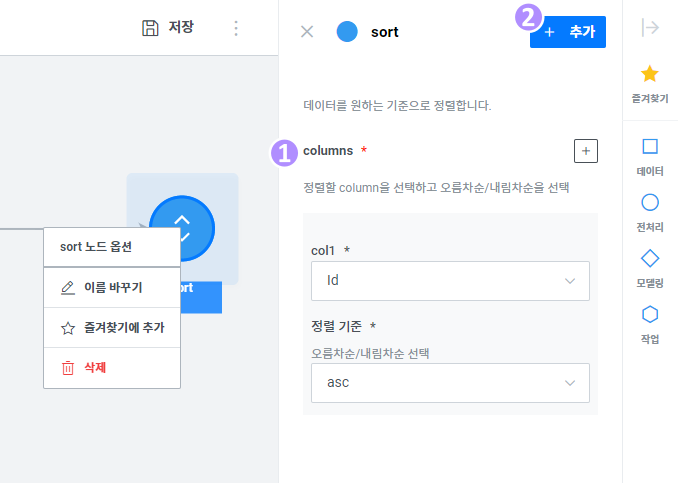 저장
sort
2
추가
데이터를 원하는 기준으로 정렬합니다.
1
columns *
정렬할 column을 선택하고 오름차순/내림차순을 선택
col1 *
Id
정렬 기준 *
오름차순/내림차순 선택
asc
sort 노드 옵션
이름 바꾸기
즐겨찾기에 추가
삭제
즐겨찾기
데이터
전처리
모델링
작업